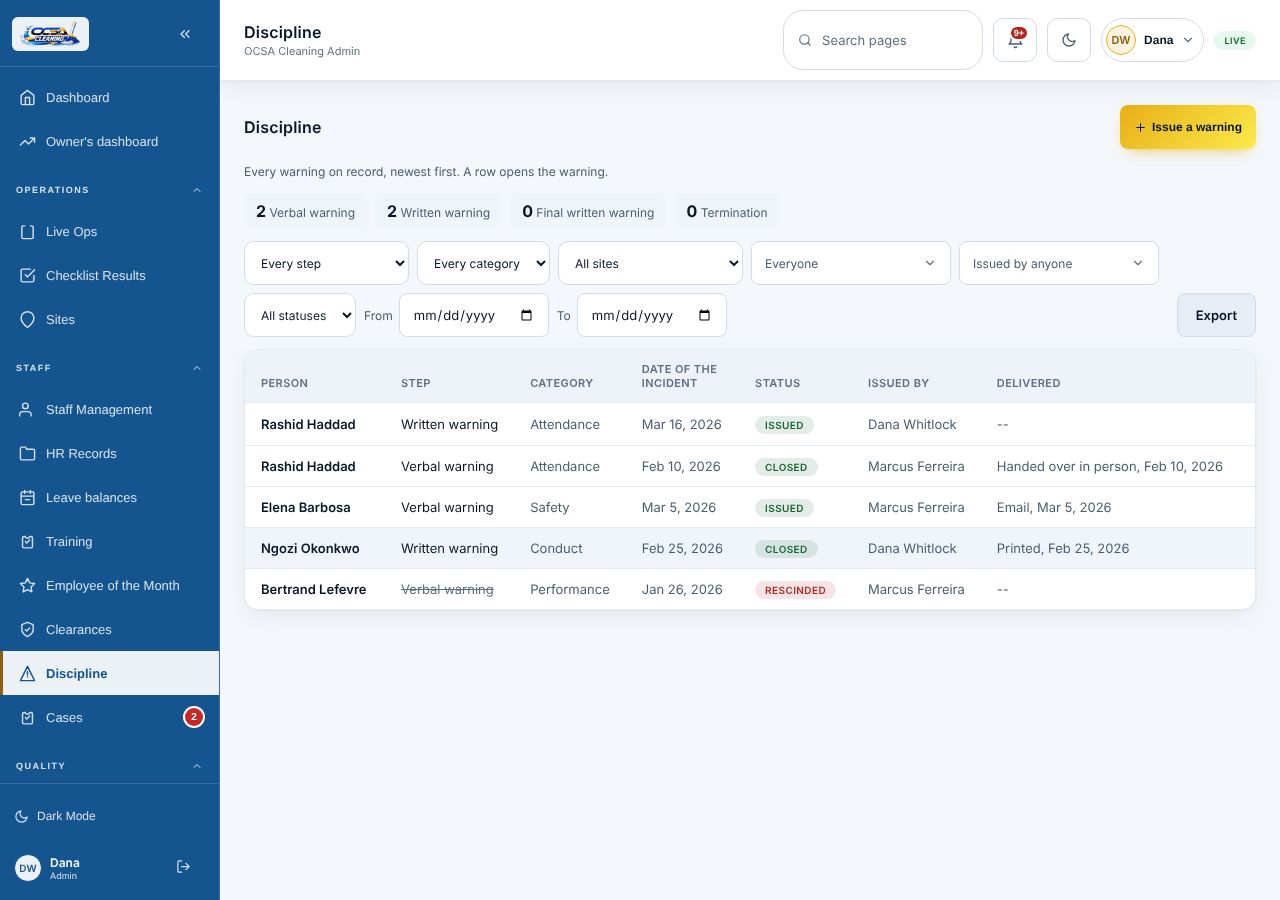 OCSA
CLEANING
Discipline
OCSA Cleaning Admin
Search pages
9+
DW
Dana
LIVE
Dashboard
Owner's dashboard
OPERATIONS
Live Ops
Checklist Results
Sites
STAFF
Staff Management
HR Records
Leave balances
Training
Employee of the Month
Clearances
Discipline
Cases
2
QUALITY
Dark Mode
DW
Dana
Admin
Discipline
+ Issue a warning
Every warning on record, newest first. A row opens the warning.
2 Verbal warning
2 Written warning
0 Final written warning
0 Termination
Every step
Every category
All sites
Everyone
Issued by anyone
All statuses
From
mm/dd/yyyy
To
mm/dd/yyyy
Export
PERSON STEP CATEGORY DATE OF THE INCIDENT STATUS ISSUED BY DELIVERED
Rashid Haddad Written warning Attendance Mar 16, 2026 ISSUED Dana Whitlock --
Rashid Haddad Verbal warning Attendance Feb 10, 2026 CLOSED Marcus Ferreira Handed over in person, Feb 10, 2026
Elena Barbosa Verbal warning Safety Mar 5, 2026 ISSUED Marcus Ferreira Email, Mar 5, 2026
Ngozi Okonkwo Written warning Conduct Feb 25, 2026 CLOSED Dana Whitlock Printed, Feb 25, 2026
Bertrand Lefevre Verbal warning Performance Jan 26, 2026 RESCINDED Marcus Ferreira --